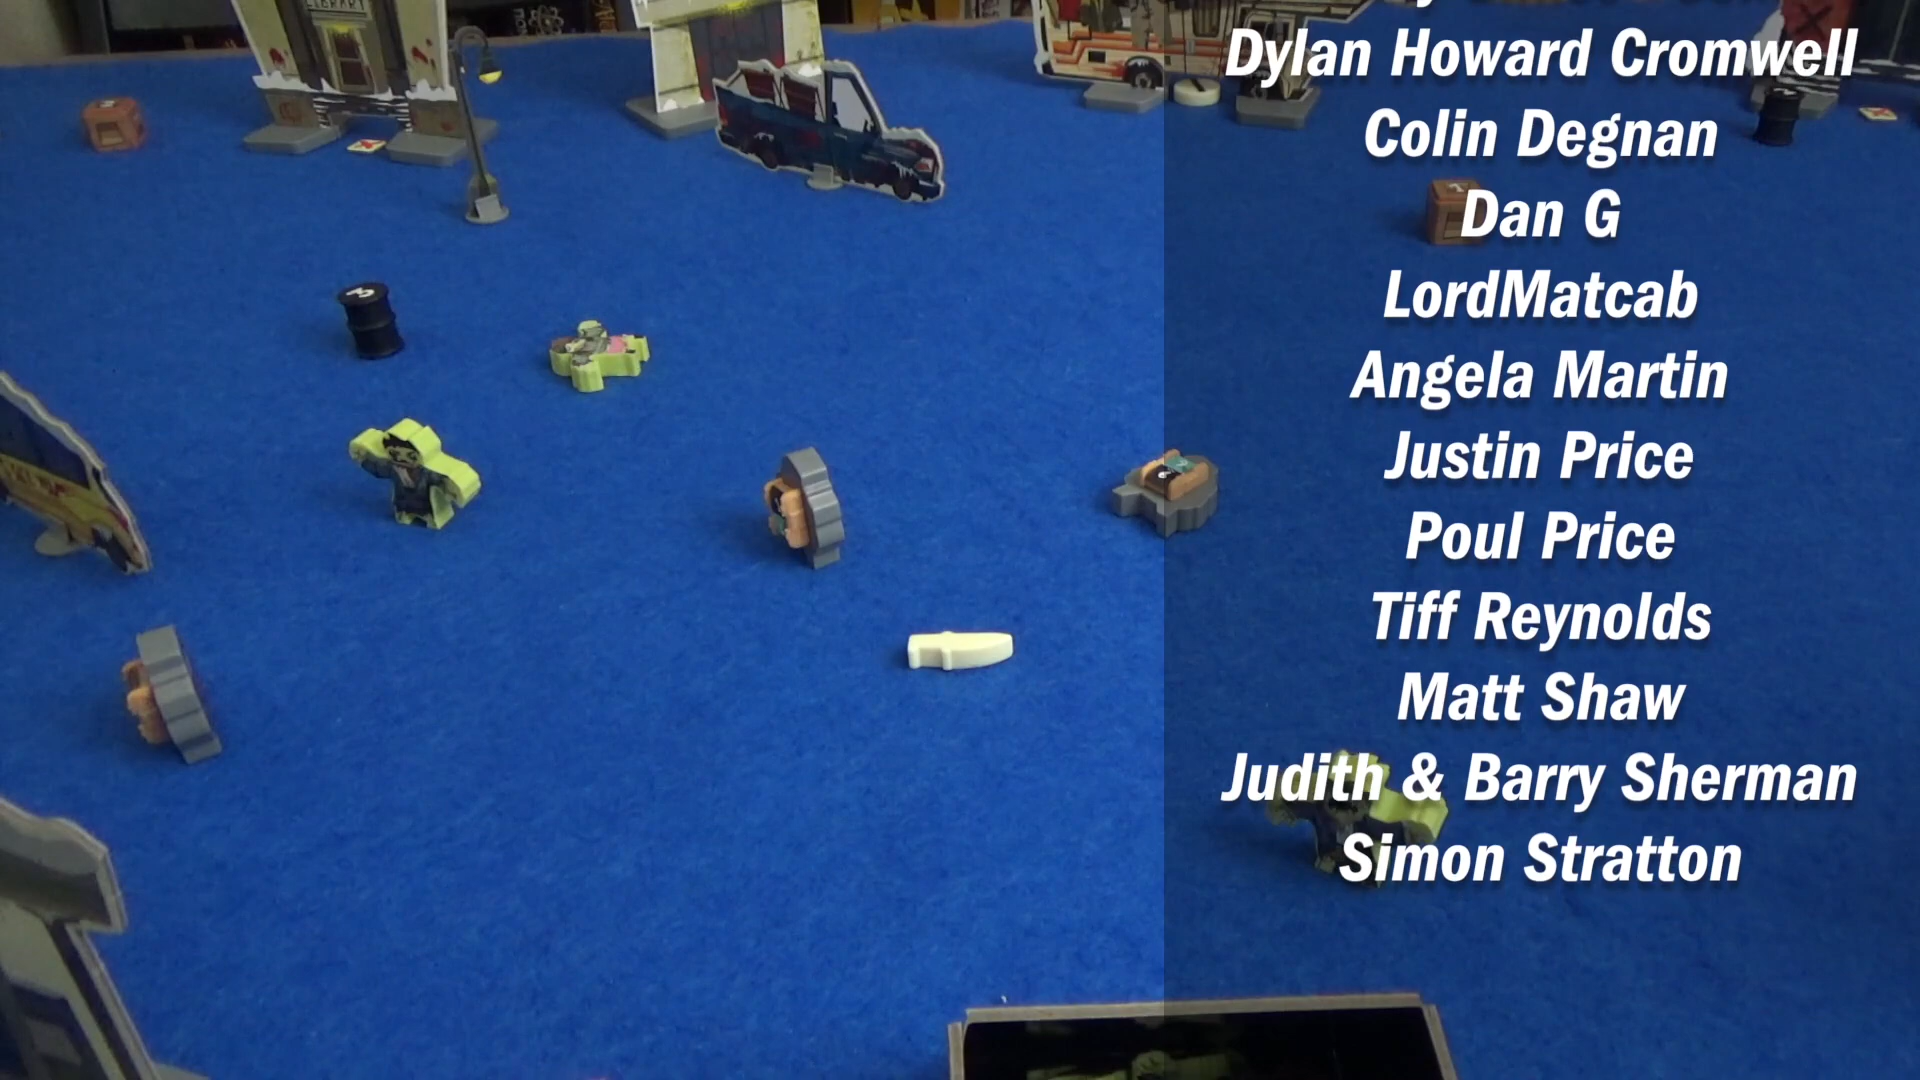 LIBRARY
Dylan Howard Cromwell
Colin Degnan
Dan G
LordMatcab
Angela Martin
Justin Price
Poul Price
Tiff Reynolds
Matt Shaw
Judith & Barry Sherman
Simon Stratton